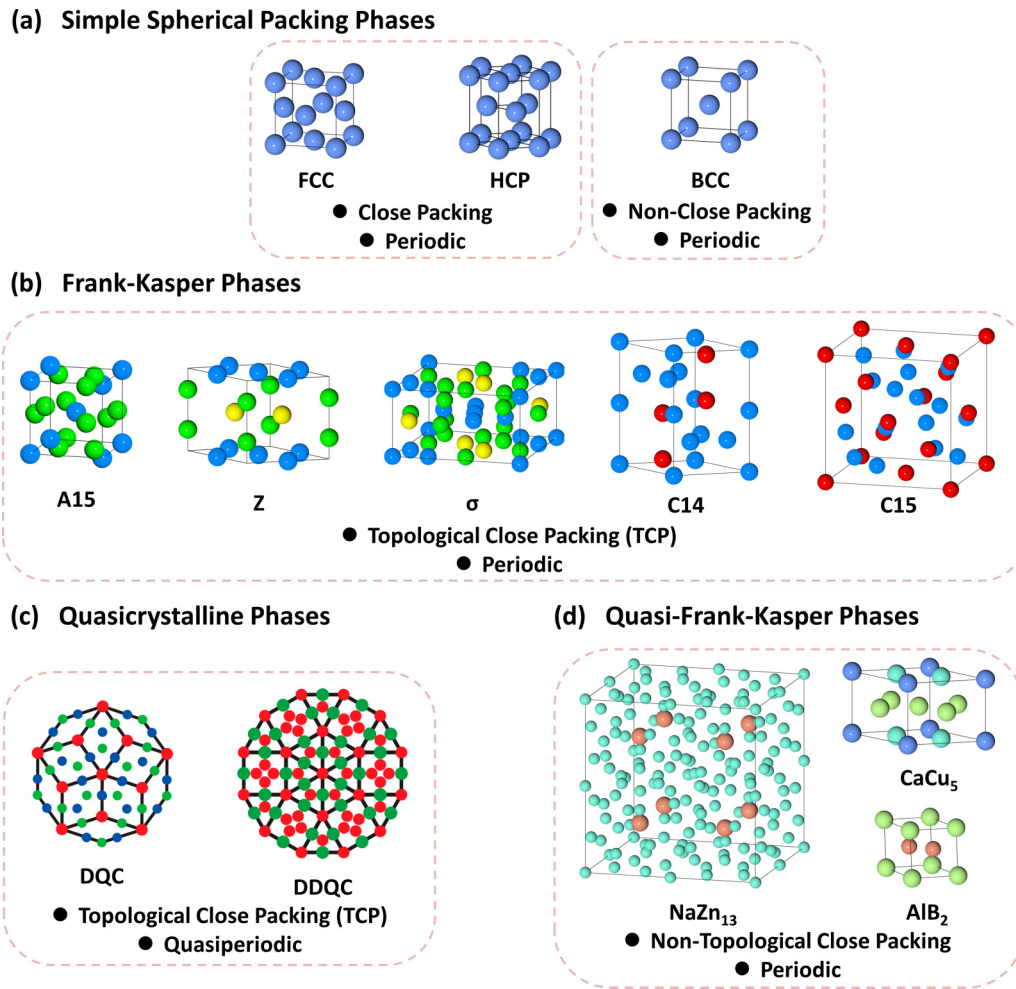 (a) Simple Spherical Packing Phases
FCC HCP BCC
● Close Packing
● Periodic
● Non-Close Packing
● Periodic
(b) Frank-Kasper Phases
A15 Z σ C14 C15
● Topological Close Packing (TCP)
● Periodic
(c) Quasicrystalline Phases
DQC DDQC
● Topological Close Packing (TCP)
● Quasiperiodic
(d) Quasi-Frank-Kasper Phases
CaCu₅
NaZn₁₃ AlB₂
● Non-Topological Close Packing
● Periodic